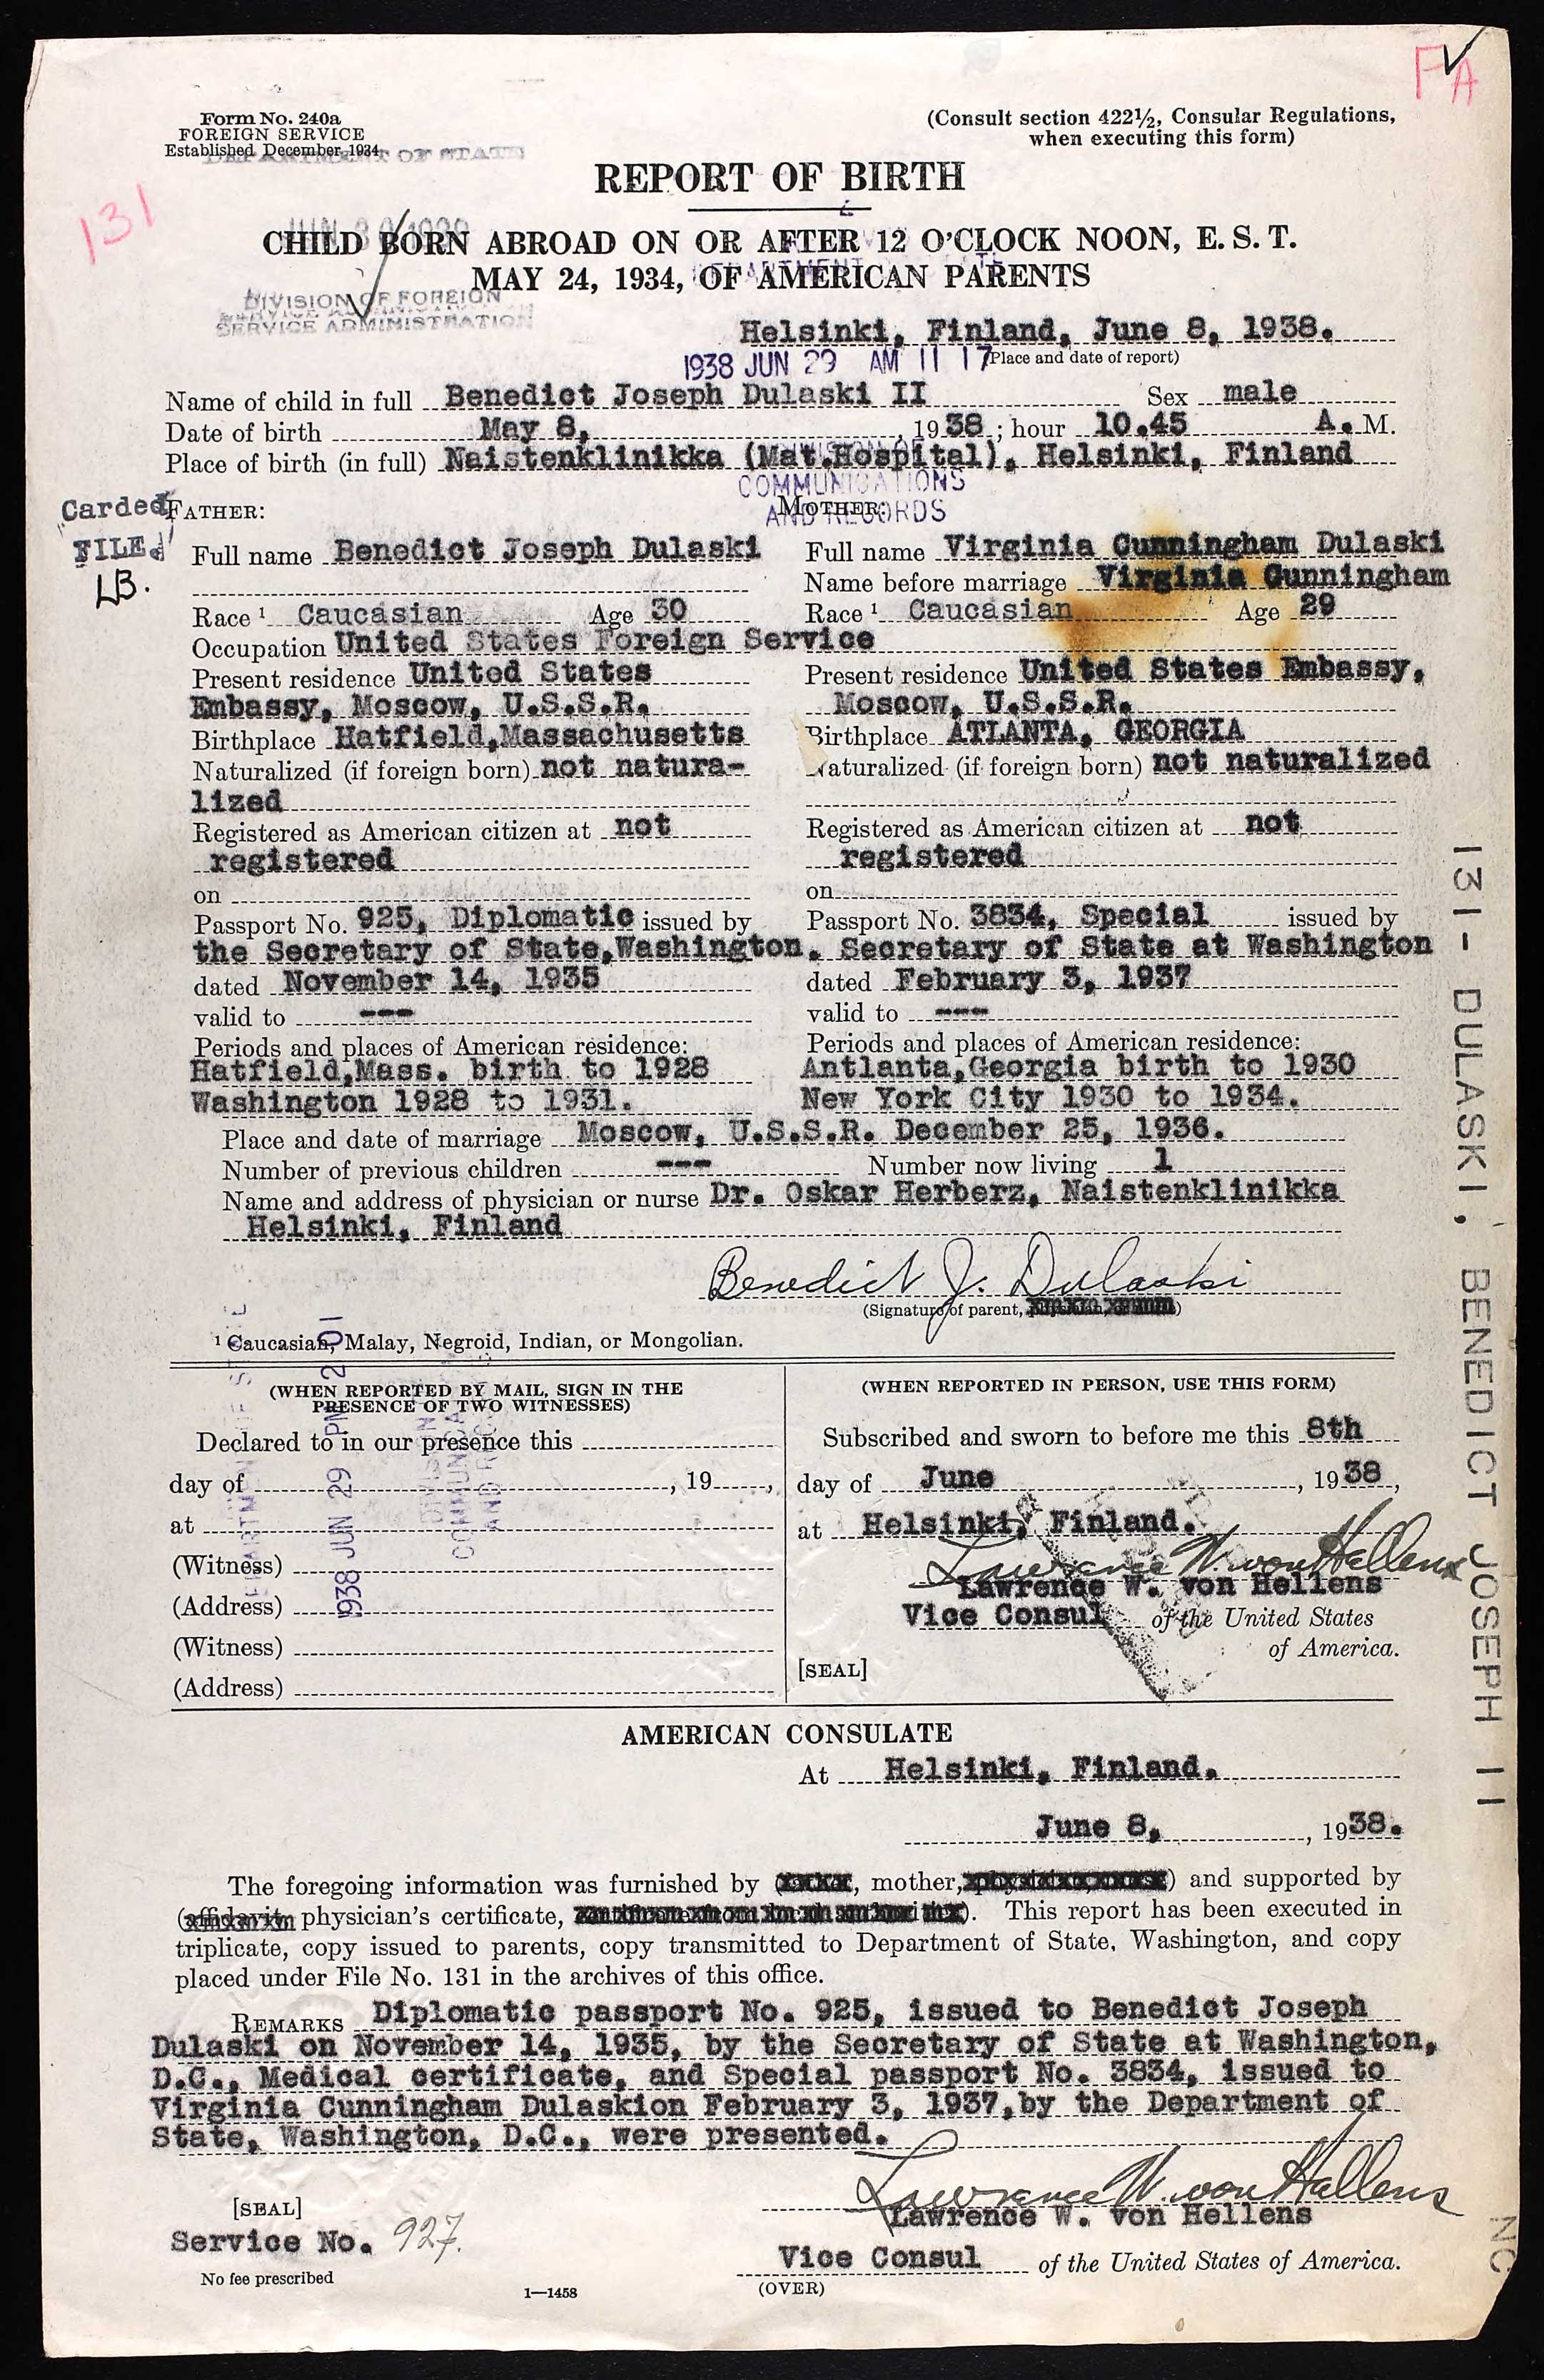 FA
Form No. 240a
FOREIGN SERVICE
Established December 1934
(Consult section 422½, Consular Regulations,
when executing this form)
DEPARTMENT OF STATE
REPORT OF BIRTH
131
CHILD BORN ABROAD ON OR AFTER 12 O'CLOCK NOON, E. S. T.
MAY 24, 1934, OF AMERICAN PARENTS
DIVISION OF FOREIGN
SERVICE ADMINISTRATION
Helsinki, Finland, June 8, 1938.
(Place and date of report)
1938 JUN 29 AM 11 17
Name of child in full Benedict Joseph Dulaski II Sex male
Date of birth May 8, , 1938 ; hour 10.45 A. M.
Place of birth (in full) Naistenklinikka (Mat.Hospital), Helsinki, Finland
DIVISION OF
COMMUNICATIONS
AND RECORDS
Carded
FILED
LB.
FATHER:
Full name Benedict Joseph Dulaski
Race ¹ Caucasian Age 30
Occupation United States Foreign Service
Present residence United States
Embassy, Moscow, U.S.S.R.
Birthplace Hatfield,Massachusetts
Naturalized (if foreign born) not natura-
lized
Registered as American citizen at not
registered
on
Passport No. 925, Diplomatic issued by
the Secretary of State,Washington.
dated November 14, 1935
valid to ---
Periods and places of American residence:
Hatfield,Mass. birth to 1928
Washington 1928 to 1931.
MOTHER:
Full name Virginia Cunningham Dulaski
Name before marriage Virginia Cunningham
Race ¹ Caucasian Age 29
Present residence United States Embassy,
Moscow, U.S.S.R.
Birthplace ATLANTA, GEORGIA
Naturalized (if foreign born) not naturalized
Registered as American citizen at not
registered
on
Passport No. 3834, Special issued by
Secretary of State at Washington
dated February 3, 1937
valid to ---
Periods and places of American residence:
Antlanta,Georgia birth to 1930
New York City 1930 to 1934.
Place and date of marriage Moscow, U.S.S.R. December 25, 1936.
Number of previous children --- Number now living 1
Name and address of physician or nurse Dr. Oskar Herberz, Naistenklinikka
Helsinki, Finland
Benedict J. Dulaski
(Signature of parent, )
¹ Caucasian, Malay, Negroid, Indian, or Mongolian.
(WHEN REPORTED BY MAIL, SIGN IN THE
PRESENCE OF TWO WITNESSES)
Declared to in our presence this
day of , 19 ,
at
(Witness)
(Address)
(Witness)
(Address)
1938 JUN 29 PM 2 01
DIVISION OF
COMMUNICATIONS
AND RECORDS
(WHEN REPORTED IN PERSON, USE THIS FORM)
Subscribed and sworn to before me this 8th
day of June , 1938,
at Helsinki, Finland.
Lawrence W. von Hellens
Lawrence W. von Hellens
Vice Consul of the United States
of America.
[SEAL]
AMERICAN CONSULATE
At Helsinki, Finland.
June 8, , 1938.
The foregoing information was furnished by ( , mother, ) and supported by
(affidavit, physician's certificate, ). This report has been executed in
triplicate, copy issued to parents, copy transmitted to Department of State, Washington, and copy
placed under File No. 131 in the archives of this office.
REMARKS Diplomatic passport No. 925, issued to Benedict Joseph
Dulaski on November 14, 1935, by the Secretary of State at Washington,
D.C., Medical certificate, and Special passport No. 3834, issued to
Virginia Cunningham Dulaskion February 3, 1937,by the Department of
State, Washington, D.C., were presented.
Lawrence W. von Hellens
Lawrence W. von Hellens
[SEAL]
Service No. 927.
Vice Consul of the United States of America.
No fee prescribed
1—1458
(OVER)
131- DULASKI, BENEDICT JOSEPH II
NC